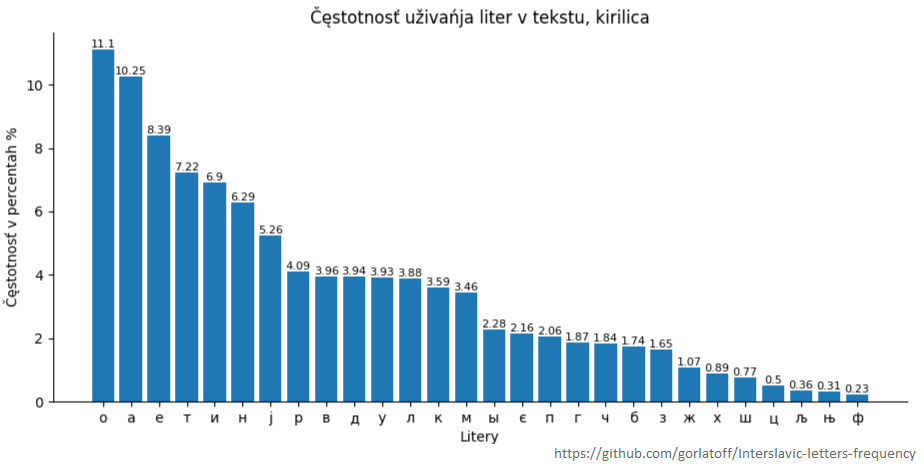 Čęstotnosť uživańja liter v tekstu, kirilica
Čęstotnosť v percentah %
10
8
6
4
2
0
11.1 10.25 8.39 7.22 6.9 6.29 5.26 4.09 3.96 3.94 3.93 3.88 3.59 3.46 2.28 2.16 2.06 1.87 1.84 1.74 1.65 1.07 0.89 0.77 0.5 0.36 0.31 0.23
о а е т и н ј р в д у л к м ы є п г ч б з ж х ш ц љ њ ф
Litery
https://github.com/gorlatoff/Interslavic-letters-frequency